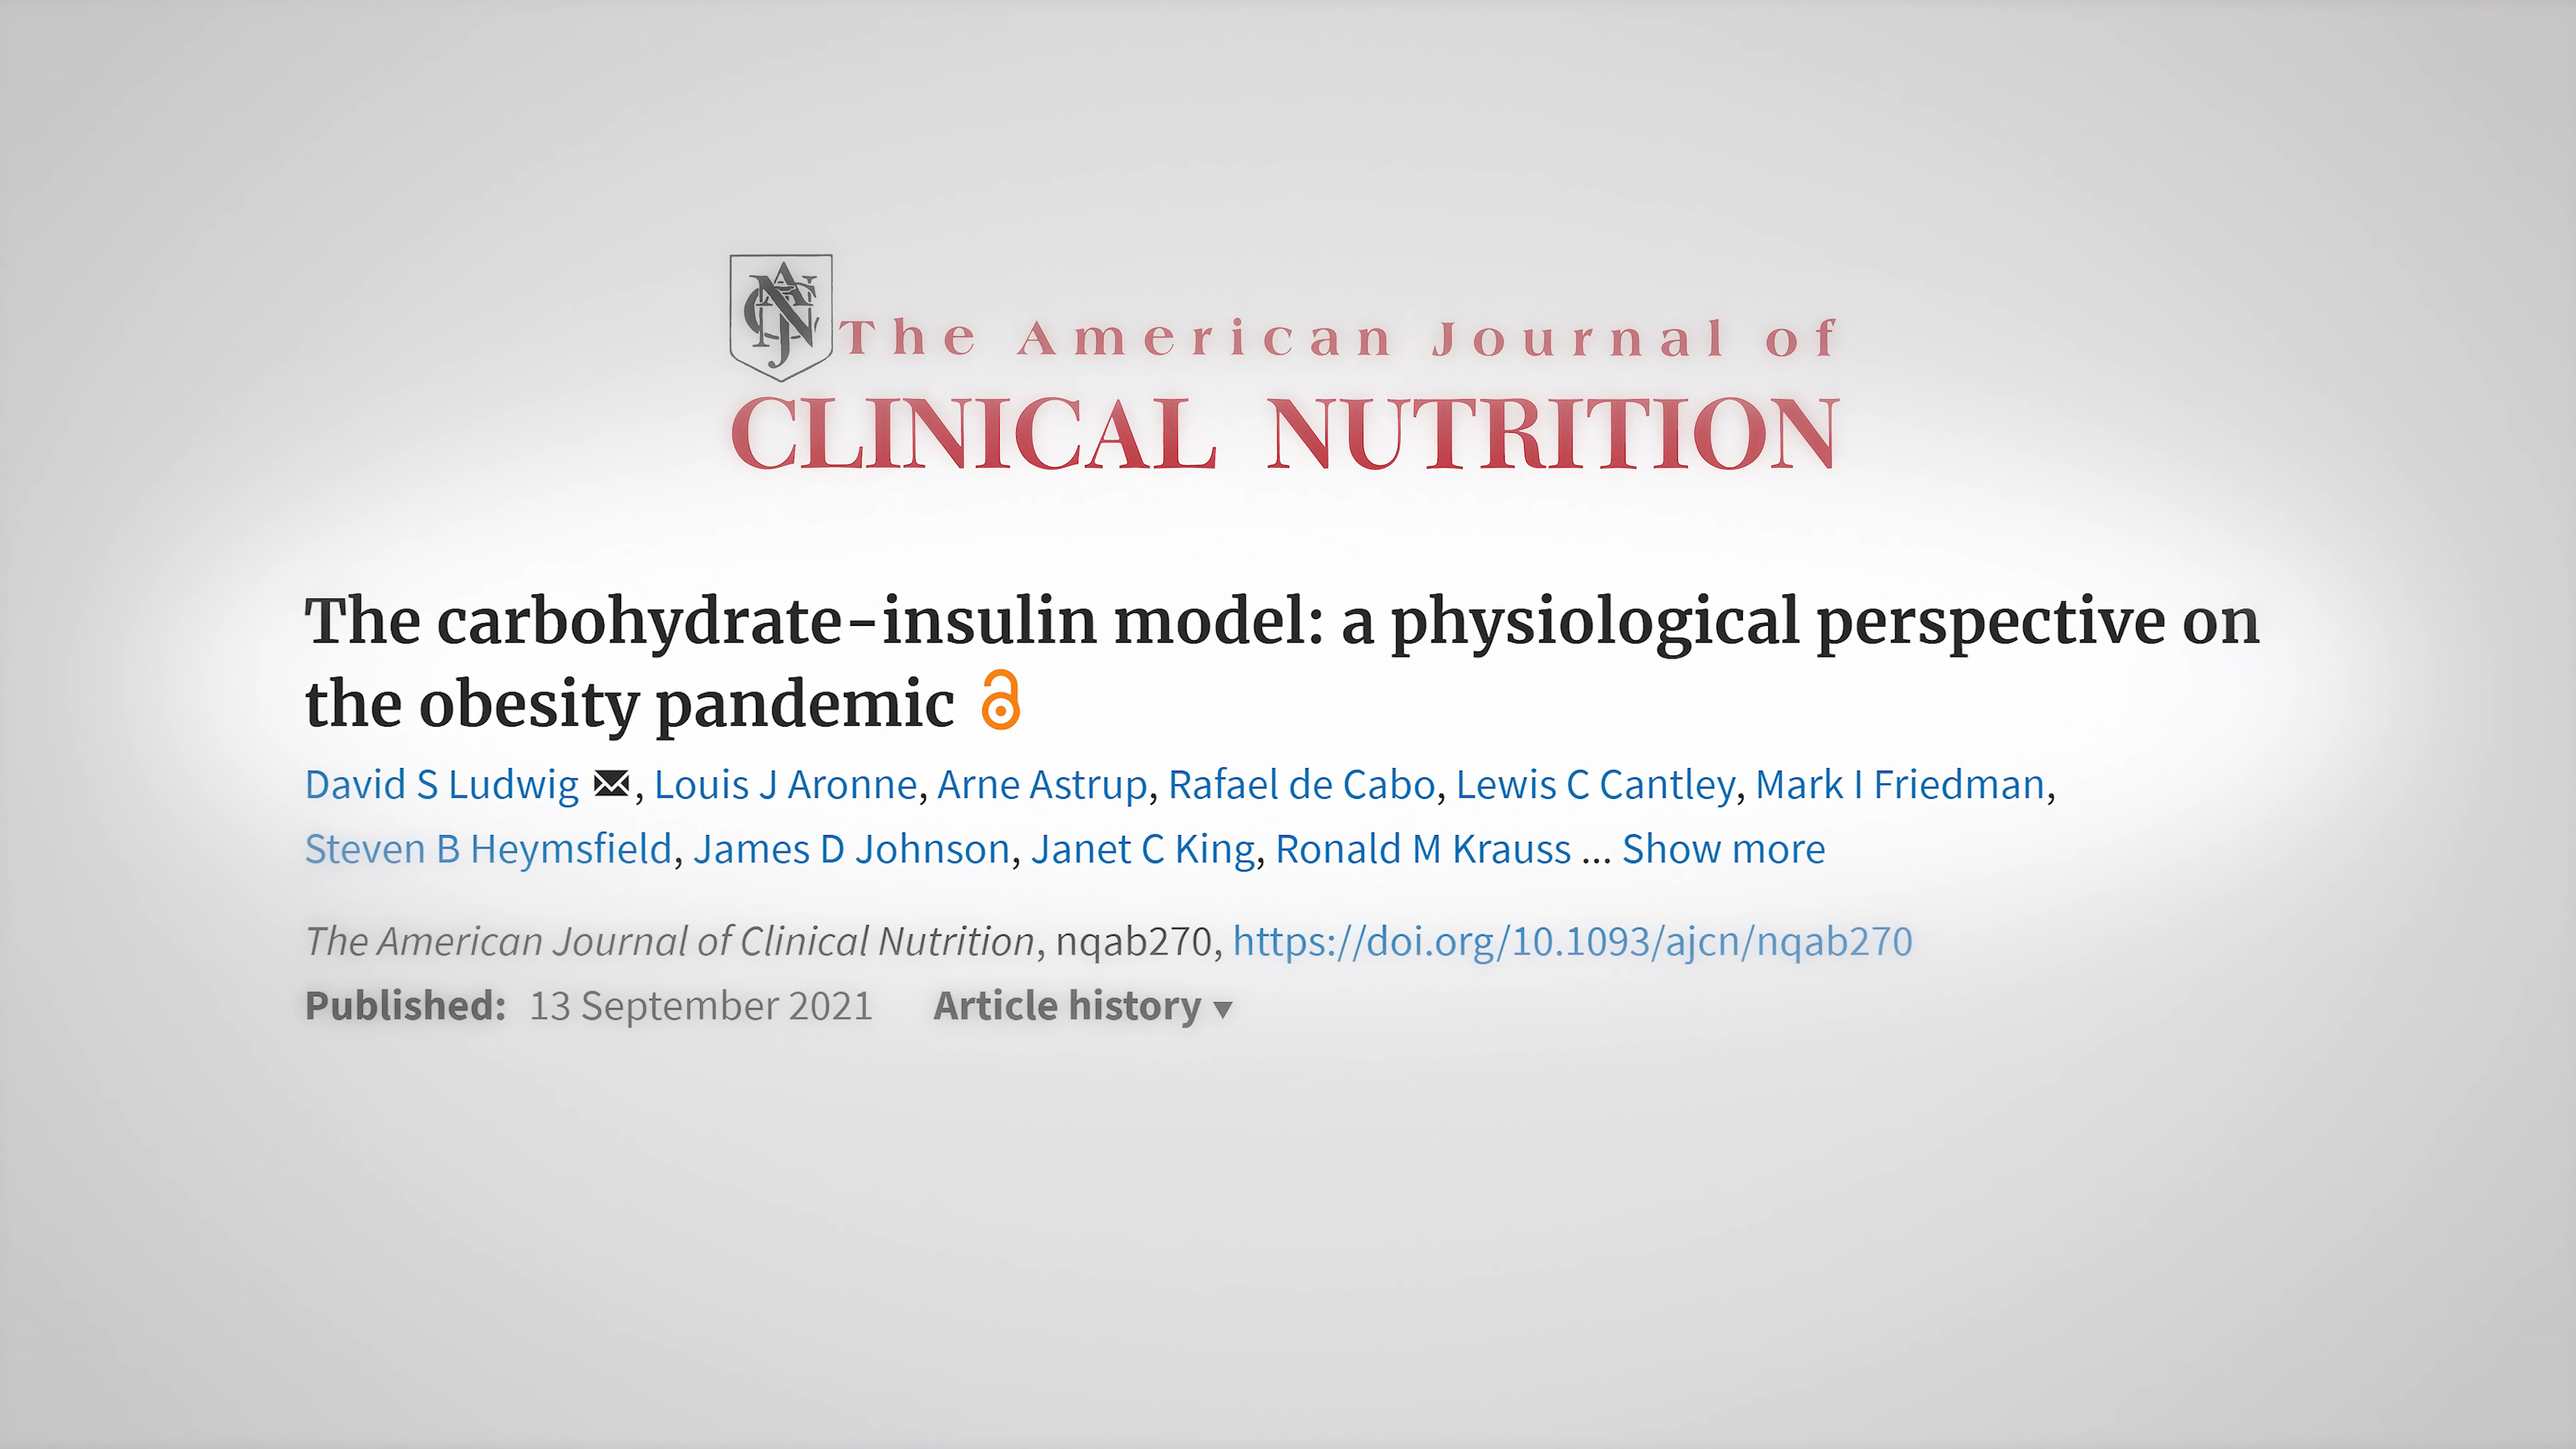 The American Journal of
CLINICAL NUTRITION
The carbohydrate-insulin model: a physiological perspective on
the obesity pandemic
David S Ludwig, Louis J Aronne, Arne Astrup, Rafael de Cabo, Lewis C Cantley, Mark I Friedman,
Steven B Heymsfield, James D Johnson, Janet C King, Ronald M Krauss ... Show more
The American Journal of Clinical Nutrition, nqab270, https://doi.org/10.1093/ajcn/nqab270
Published: 13 September 2021 Article history